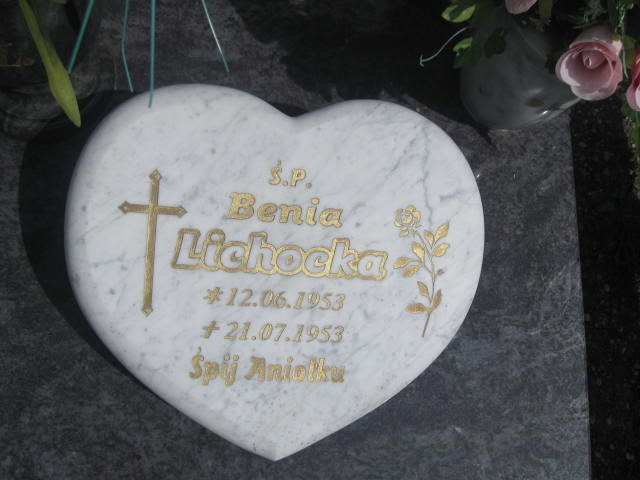 Ś.P.
Benia
Lichocka
* 12.06.1953
† 21.07.1953
Śpij Aniołku